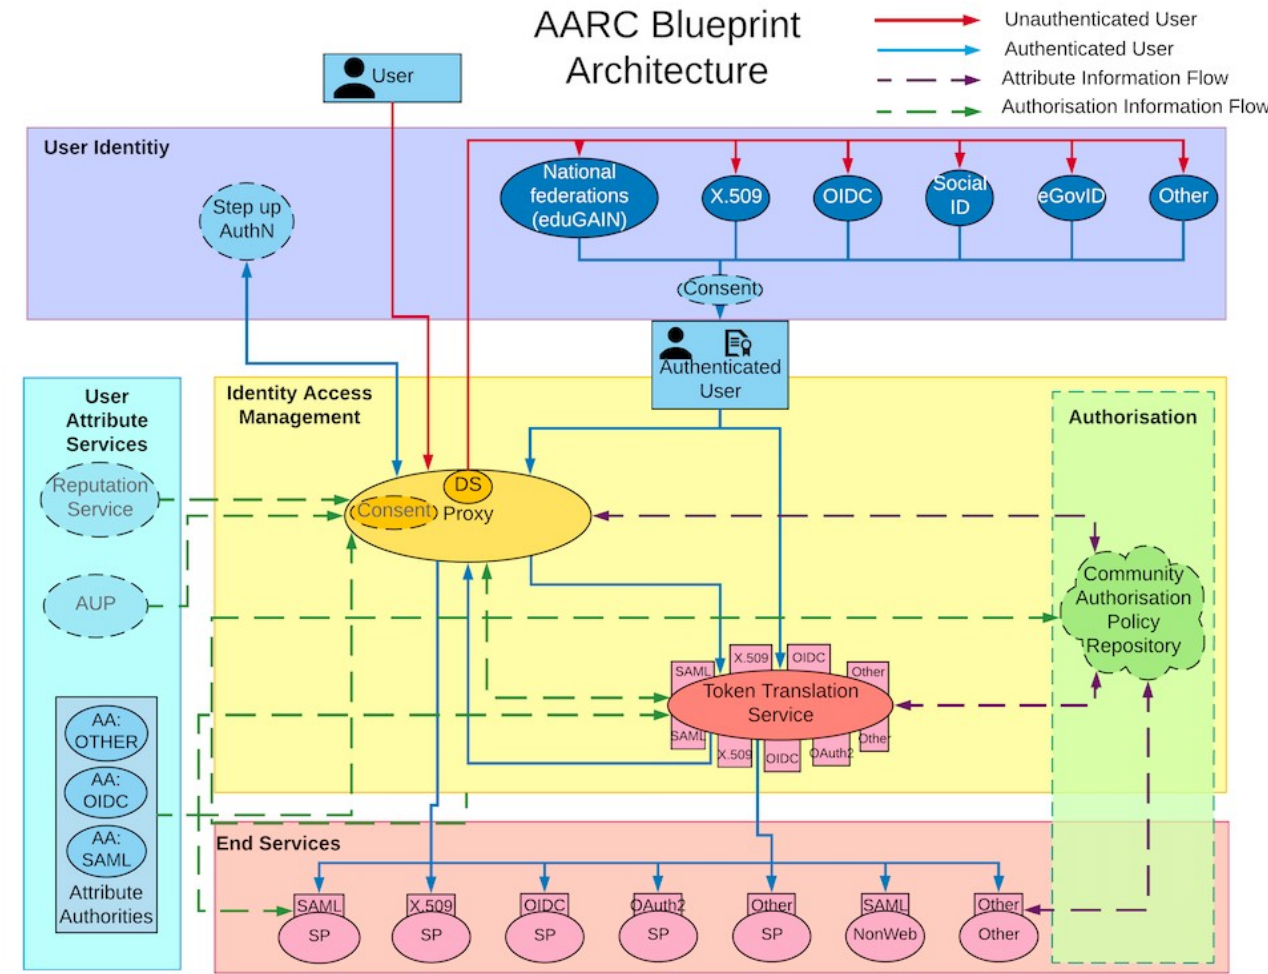 AARC Blueprint
Architecture
Unauthenticated User
Authenticated User
Attribute Information Flow
Authorisation Information Flow
User
User Identitiy
Step up
AuthN
National
federations
(eduGAIN)
X.509
OIDC
Social
ID
eGovID
Other
Consent
Authenticated
User
User
Attribute
Services
Reputation
Service
AUP
AA:
OTHER
AA:
OIDC
AA:
SAML
Attribute
Authorities
Identity Access
Management
DS
Consent
Proxy
Authorisation
Community
Authorisation
Policy
Repository
SAML
X.509
OIDC
Other
Token Translation
Service
SAML
X.509
OIDC
OAuth2
Other
End Services
SAML
SP
X.509
SP
OIDC
SP
OAuth2
SP
Other
SP
SAML
NonWeb
Other
Other